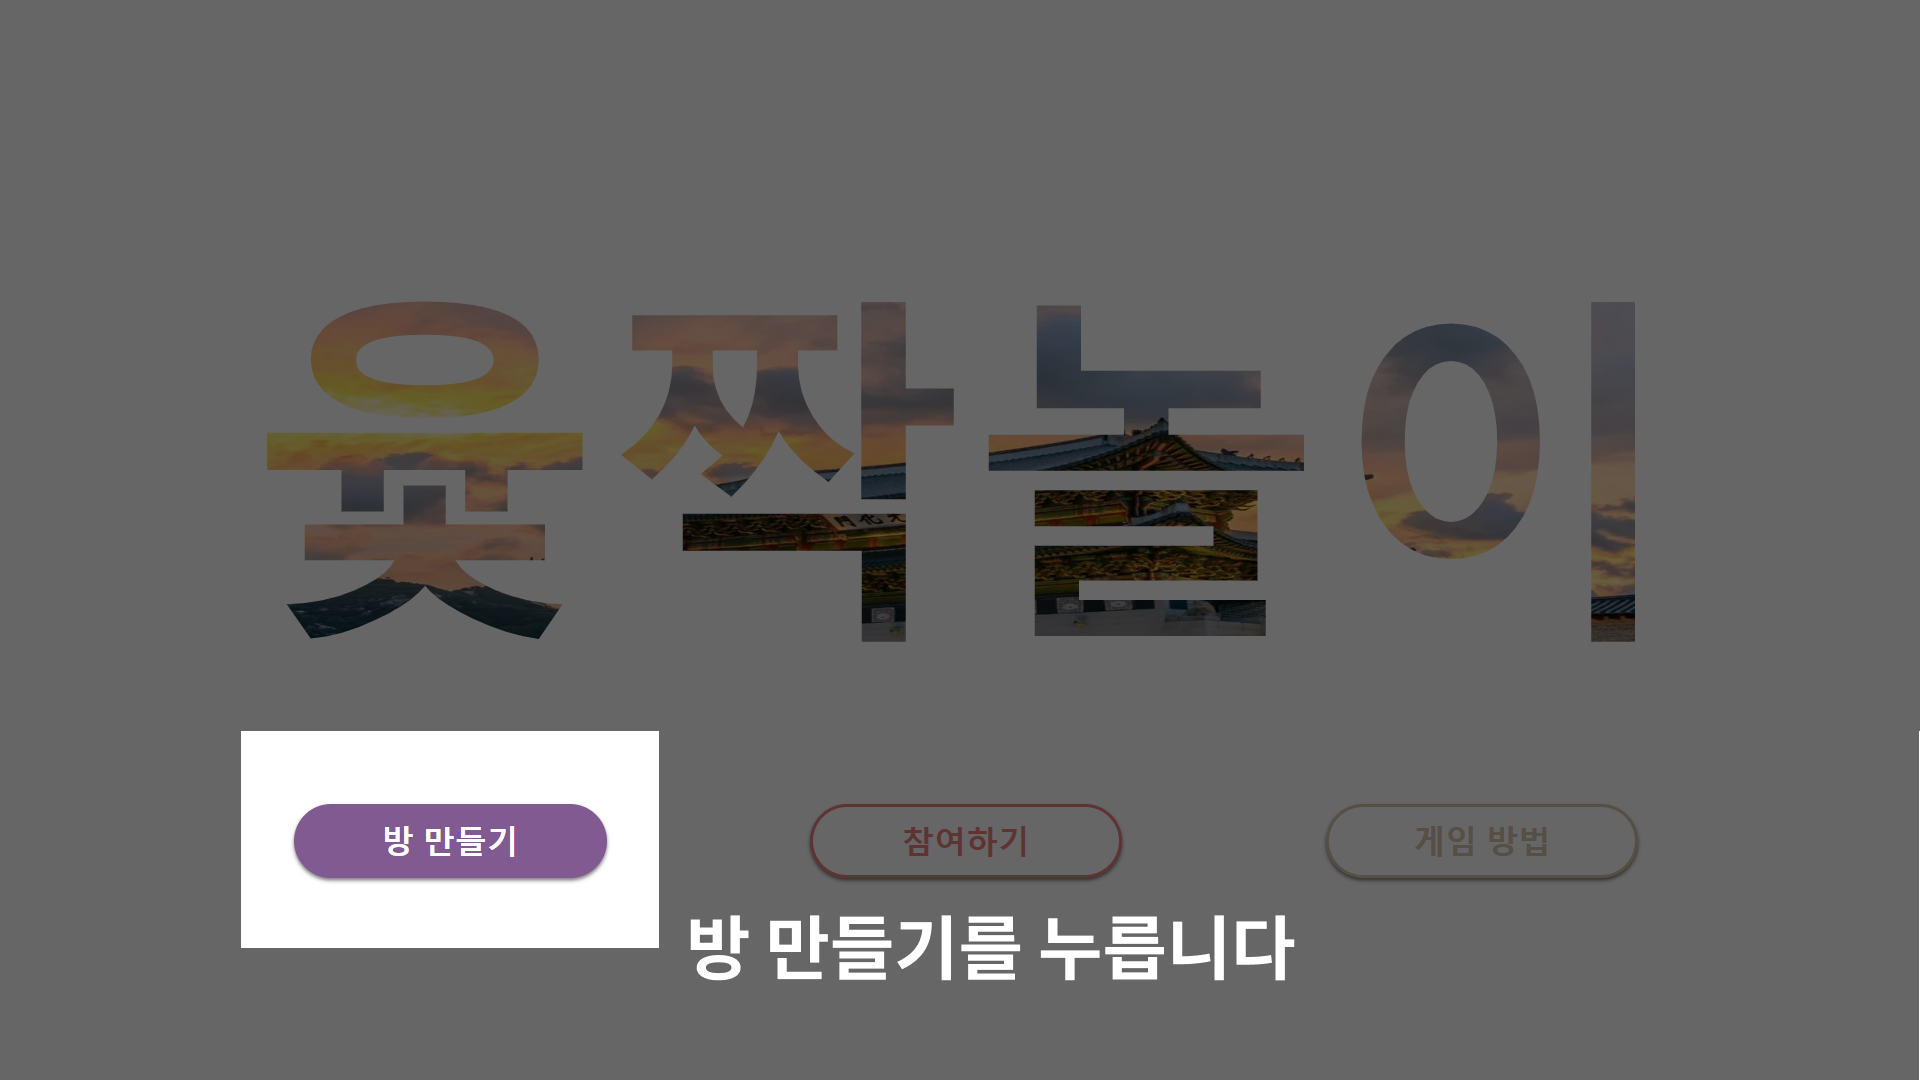 윷짝놀이
방 만들기
참여하기
게임 방법
방 만들기를 누릅니다